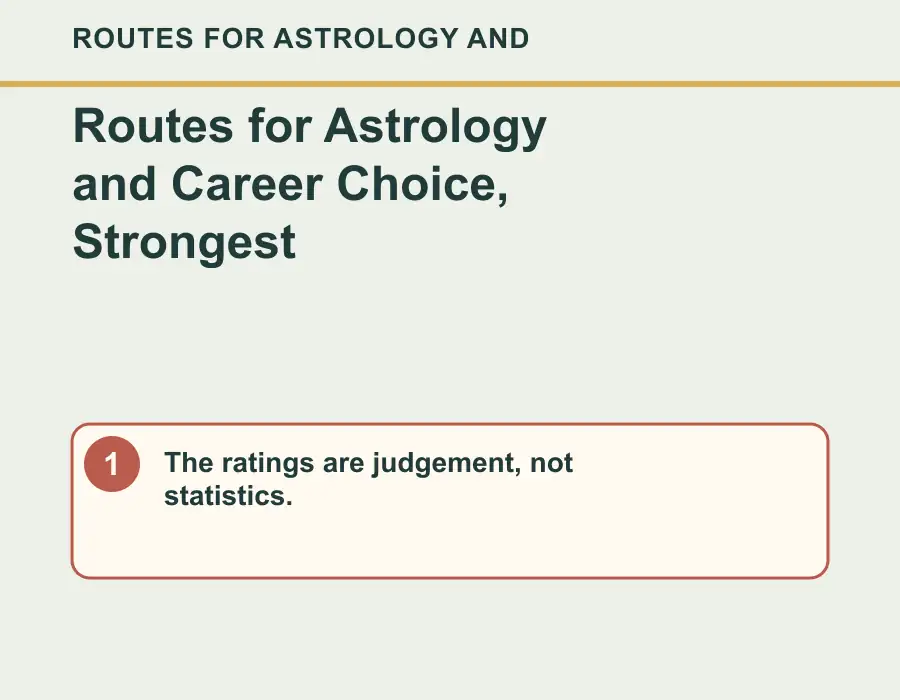 ROUTES FOR ASTROLOGY AND
Routes for Astrology
and Career Choice,
Strongest
1
The ratings are judgement, not
statistics.